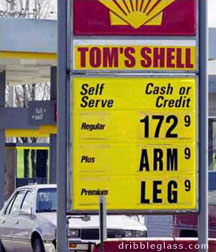 TOM'S SHELL
Self Serve
Cash or Credit
Regular 172 9
Plus ARM 9
Premium LEG 9
dribbleglass.com